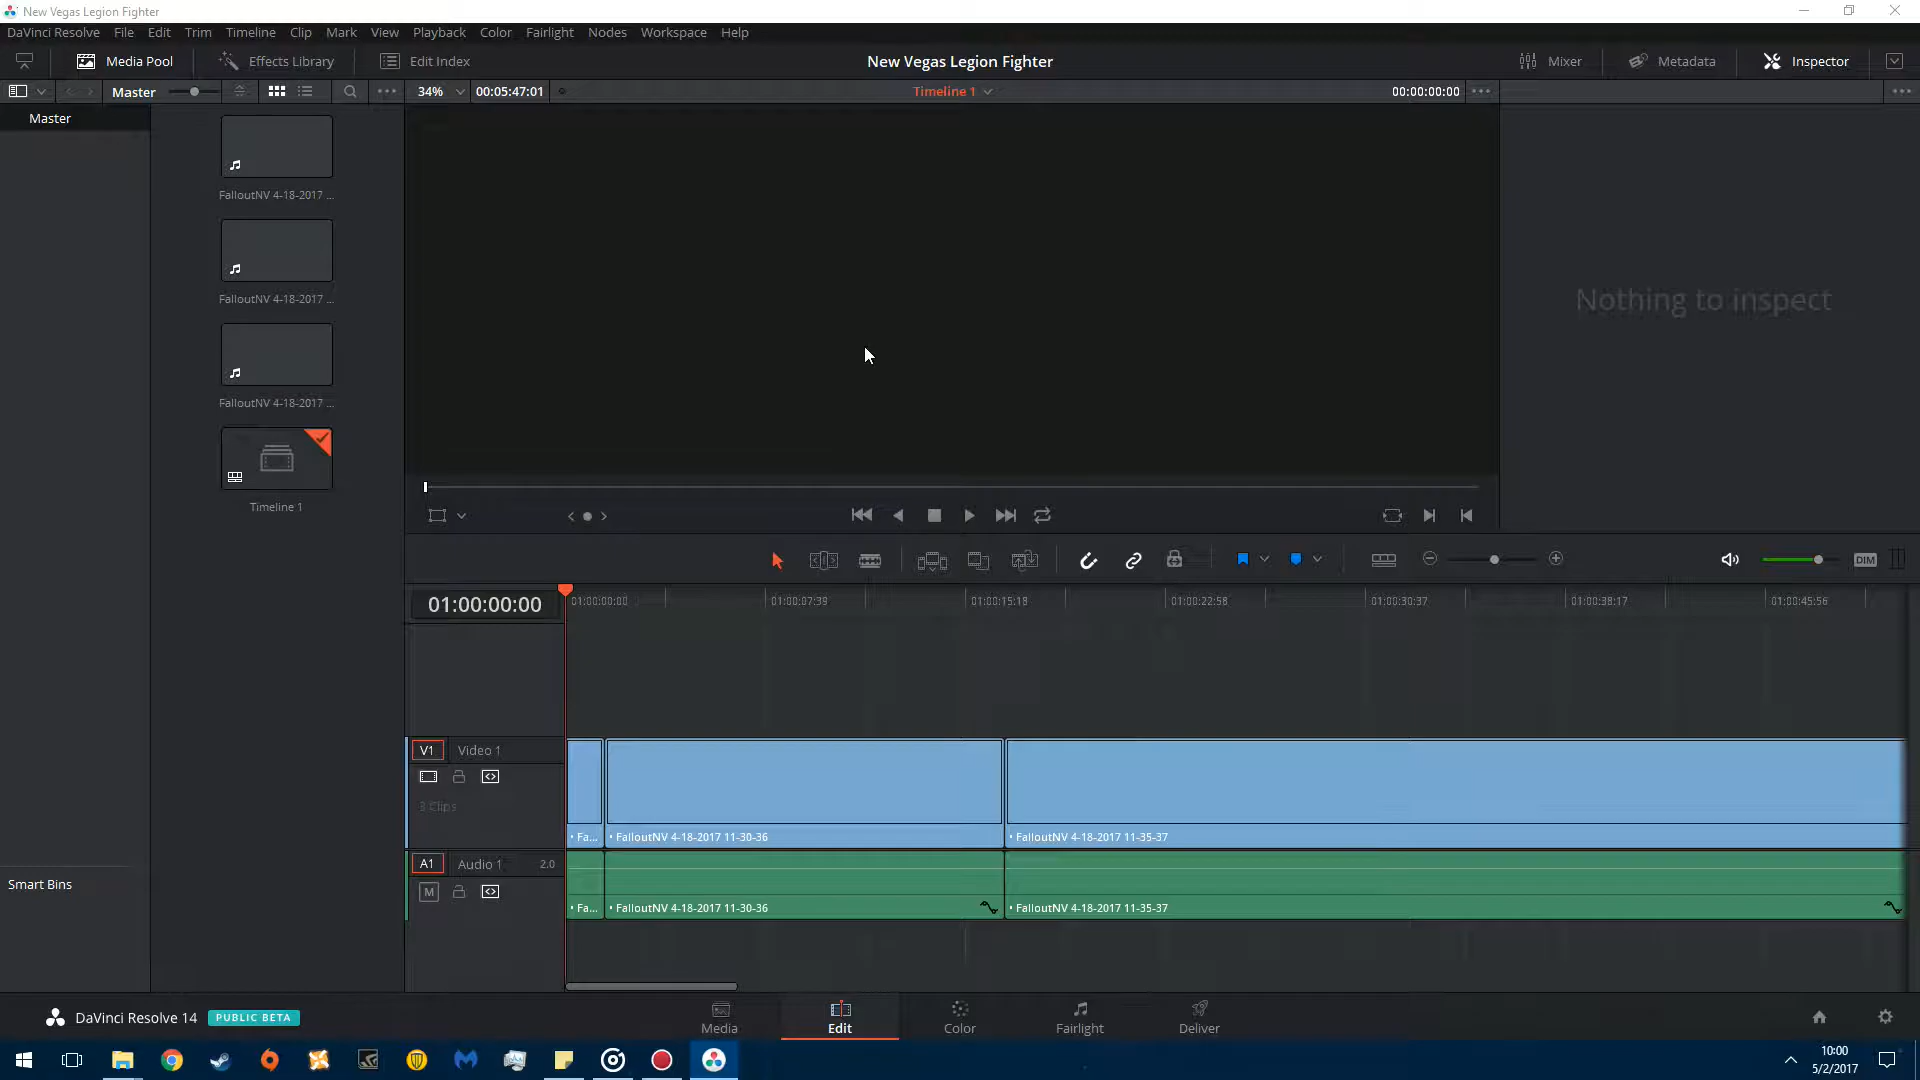 New Vegas Legion Fighter
DaVinci Resolve File Edit Trim Timeline Clip Mark View Playback Color Fairlight Nodes Workspace Help
Media Pool Effects Library Edit Index New Vegas Legion Fighter Mixer Metadata Inspector
Master 34% 00:05:47:01 Timeline 1 00:00:00:00
Master
FalloutNV 4-18-2017 ...
FalloutNV 4-18-2017 ...
FalloutNV 4-18-2017 ...
Timeline 1
Nothing to inspect
DIM
01:00:00:00 01:00:00:00 01:00:07:39 01:00:15:18 01:00:22:58 01:00:30:37 01:00:38:17 01:00:45:56
V1 Video 1
3 Clips
• Fa... • FalloutNV 4-18-2017 11-30-36 • FalloutNV 4-18-2017 11-35-37
A1 Audio 1 2.0
M
• Fa... • FalloutNV 4-18-2017 11-30-36 • FalloutNV 4-18-2017 11-35-37
Smart Bins
DaVinci Resolve 14 PUBLIC BETA
Media Edit Color Fairlight Deliver
10:00
5/2/2017